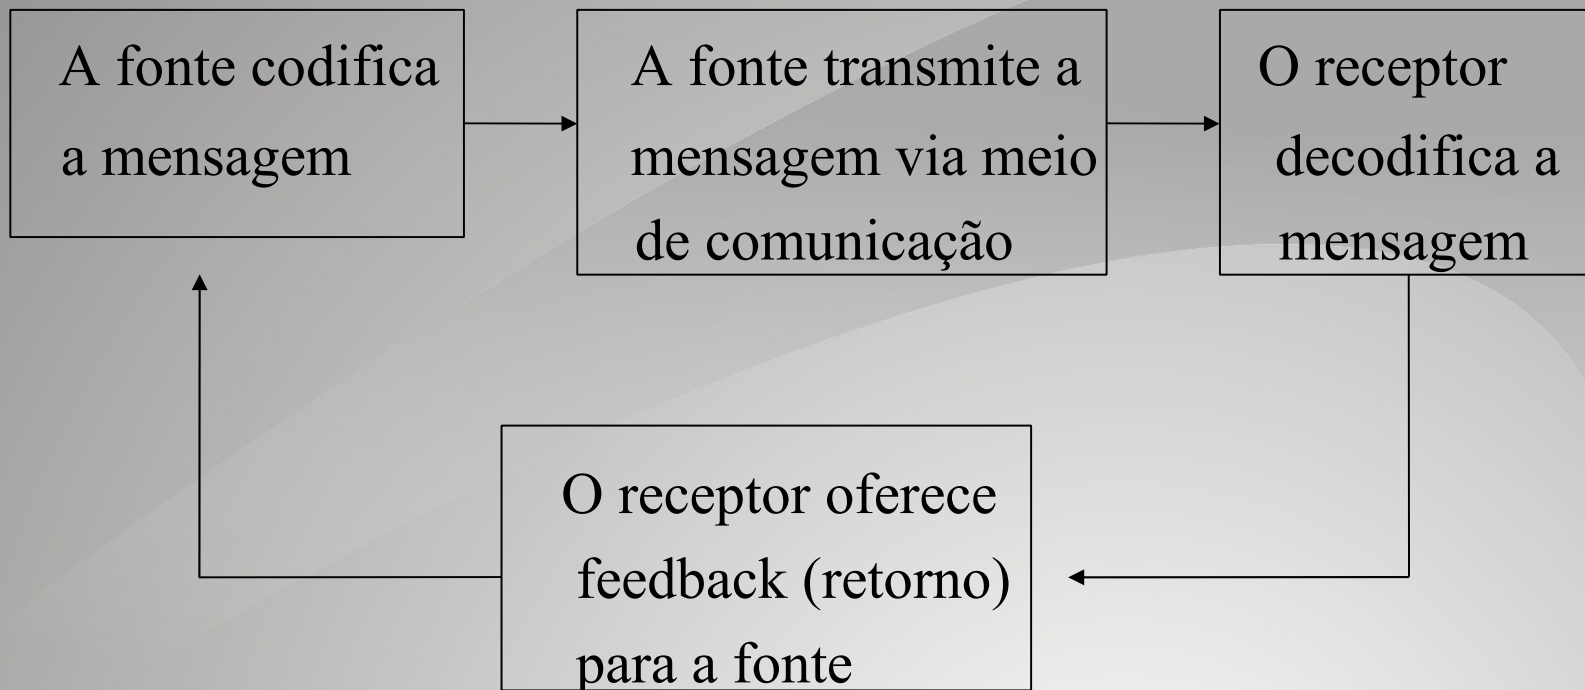 A fonte codifica
a mensagem
A fonte transmite a
mensagem via meio
de comunicação
O receptor
decodifica a
mensagem
O receptor oferece
feedback (retorno)
para a fonte